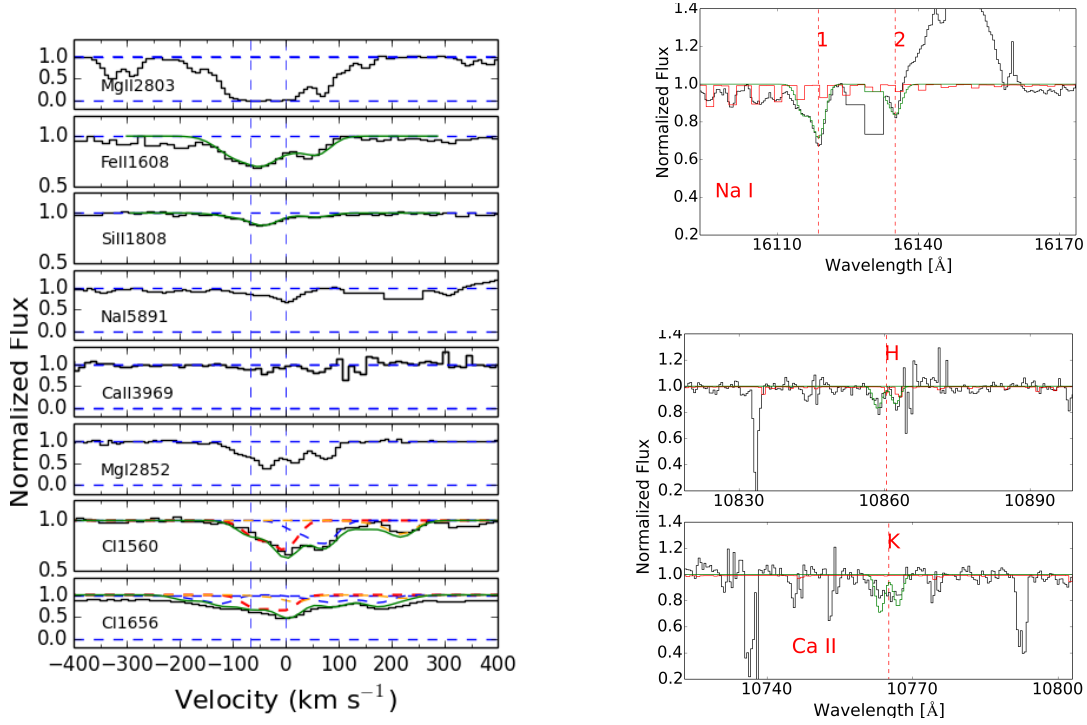 Normalized Flux
1.0
0.5
0.0
MgII2803
1.0
0.5
FeII1608
1.0
0.5
SiII1808
1.0
0.5
0.0
NaI5891
1.0
0.5
0.0
CaII3969
1.0
0.5
0.0
MgI2852
1.0
0.5
CI1560
1.0
0.5
0.0
CI1656
−400 −300 −200 −100 0 100 200 300 400
Velocity (km s−1)
Normalized Flux
1.4
1.2
1.0
0.8
0.6
0.4
0.2
1 2
Na I
16110 16140 16170
Wavelength [Å]
Normalized Flux
1.4
1.2
1.0
0.8
0.6
0.4
0.2
H
10830 10860 10890
1.4
1.2
1.0
0.8
0.6
0.4
0.2
K
Ca II
10740 10770 10800
Wavelength [Å]